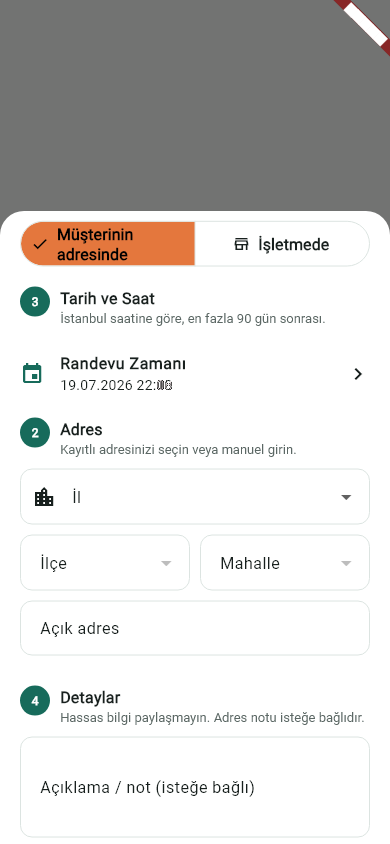 Müşterinin
adresinde
İşletmede
3
Tarih ve Saat
İstanbul saatine göre, en fazla 90 gün sonrası.
Randevu Zamanı
19.07.2026
2
Adres
Kayıtlı adresinizi seçin veya manuel girin.
İl
İlçe
Mahalle
Açık adres
4
Detaylar
Hassas bilgi paylaşmayın. Adres notu isteğe bağlıdır.
Açıklama / not (isteğe bağlı)